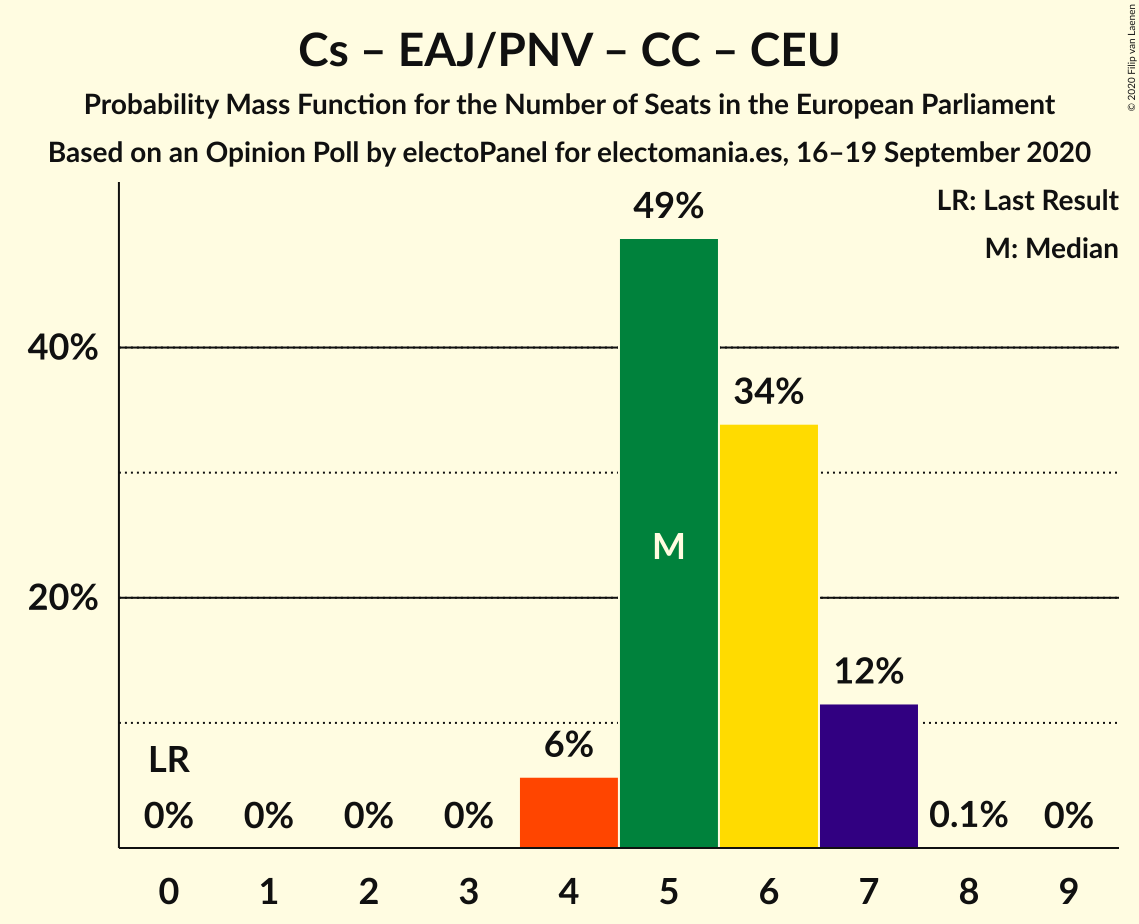 Cs – EAJ/PNV – CC – CEU
Probability Mass Function for the Number of Seats in the European Parliament
Based on an Opinion Poll by electoPanel for electomania.es, 16–19 September 2020
© 2020 Filip van Laenen
LR: Last Result
M: Median
49%
40%
34%
M
20%
12%
6%
LR
0% 0% 0% 0% 0.1% 0%
0 1 2 3 4 5 6 7 8 9